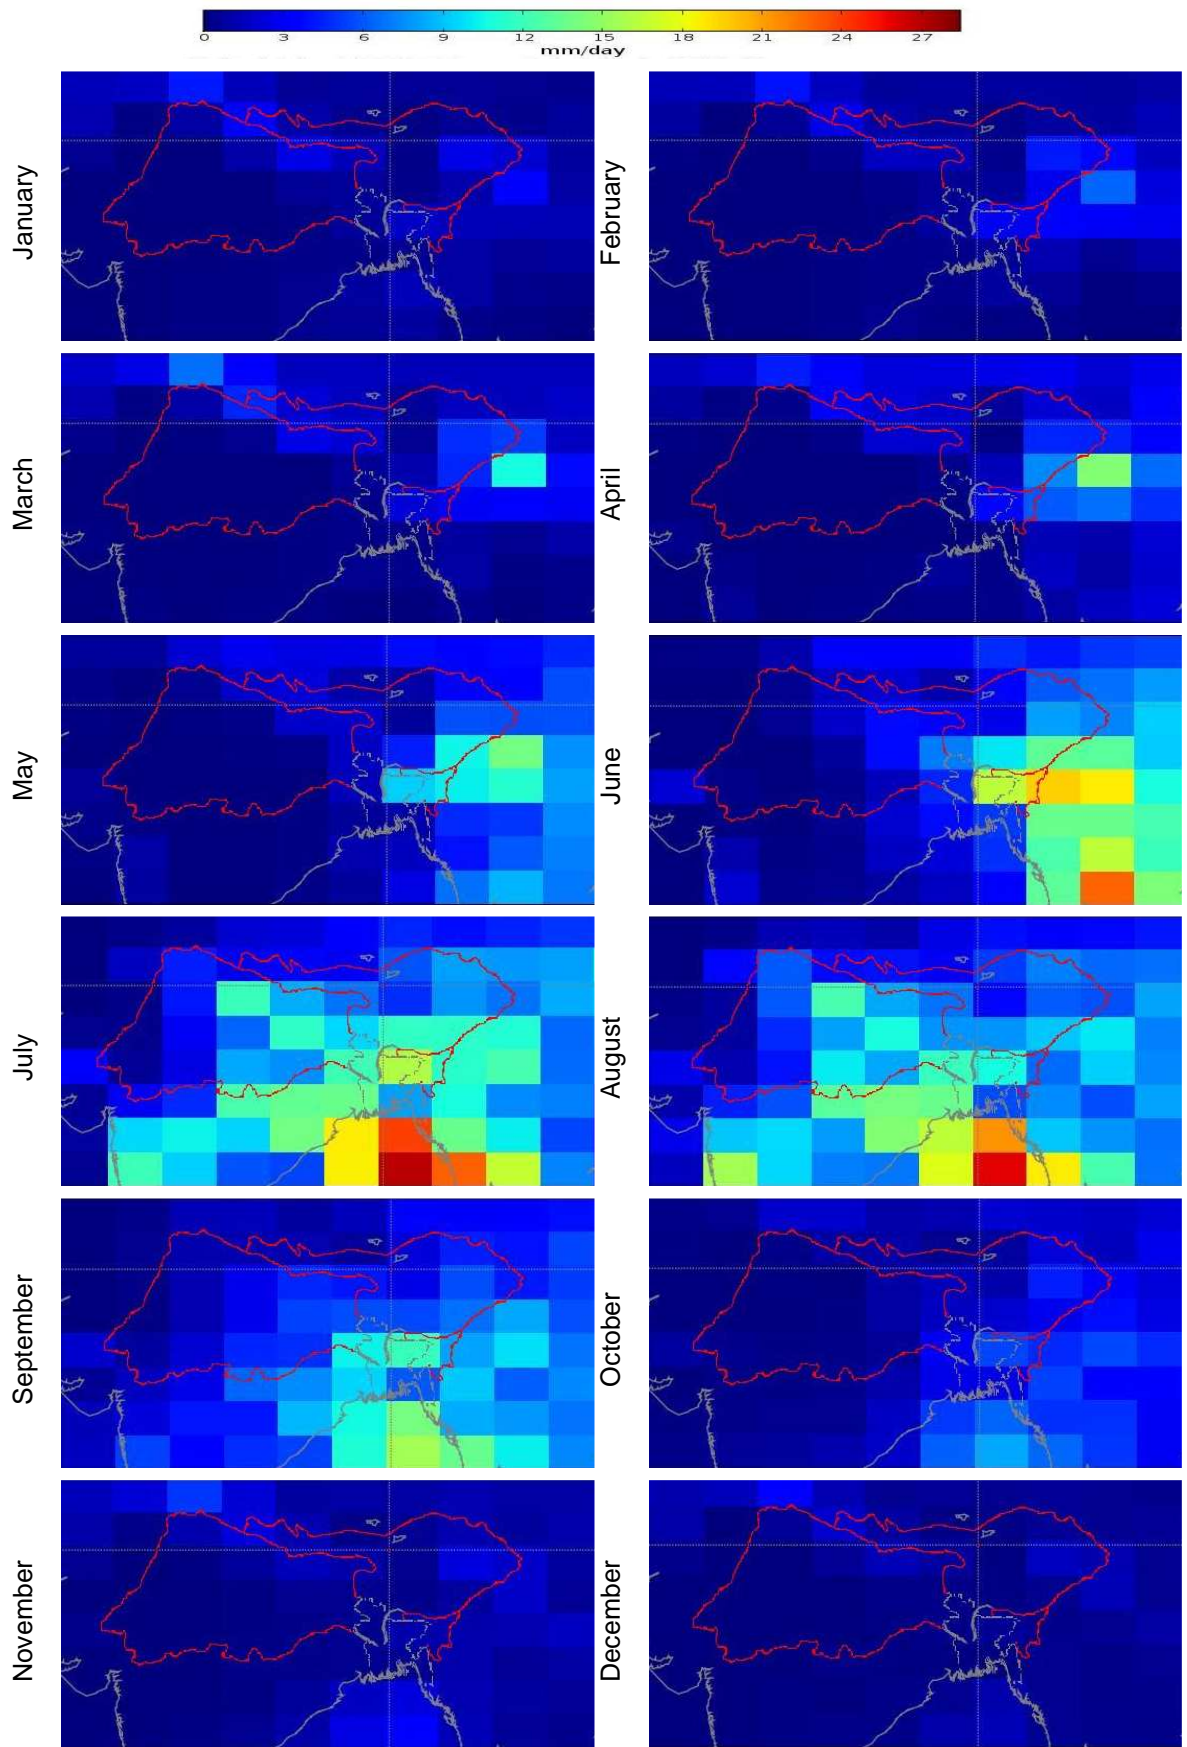 0 3 6 9 12 15 18 21 24 27
mm/day
January
February
March
April
May
June
July
August
September
October
November
December